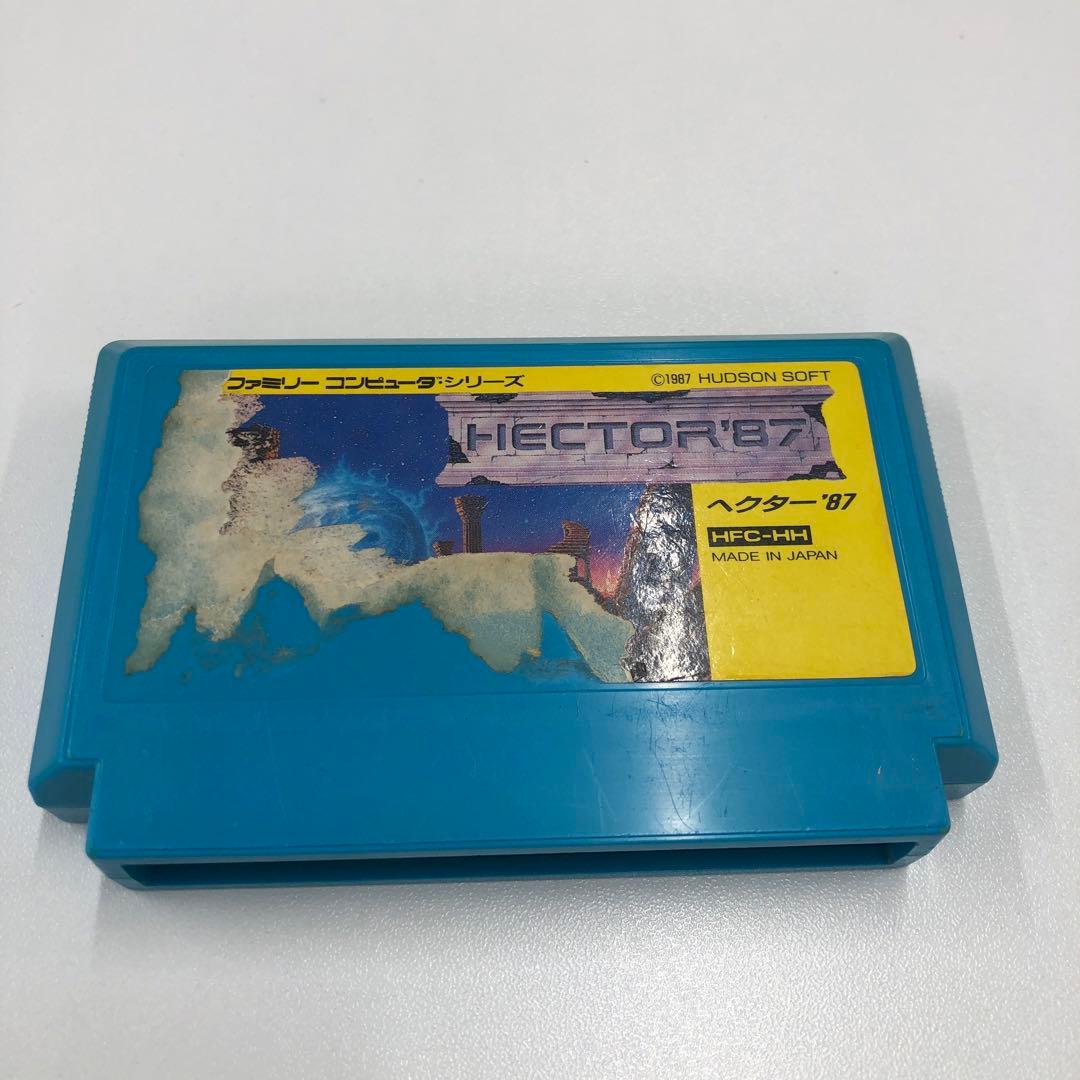 ファミリー コンピュータ・シリーズ
©1987 HUDSON SOFT
HECTOR'87
ヘクター'87
HFC-HH
MADE IN JAPAN